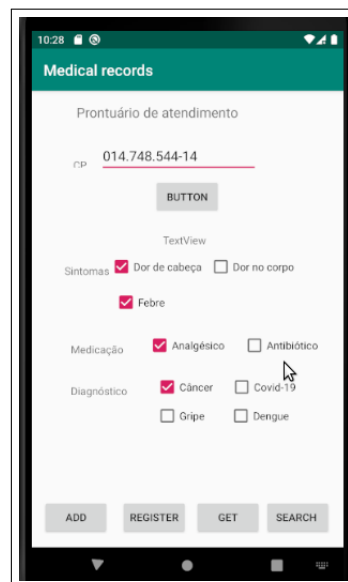 10:28
Medical records
Prontuário de atendimento
CP 014.748.544-14
BUTTON
TextView
Sintomas Dor de cabeça Dor no corpo
Febre
Medicação Analgésico Antibiótico
Diagnóstico Câncer Covid-19
Gripe Dengue
ADD REGISTER GET SEARCH